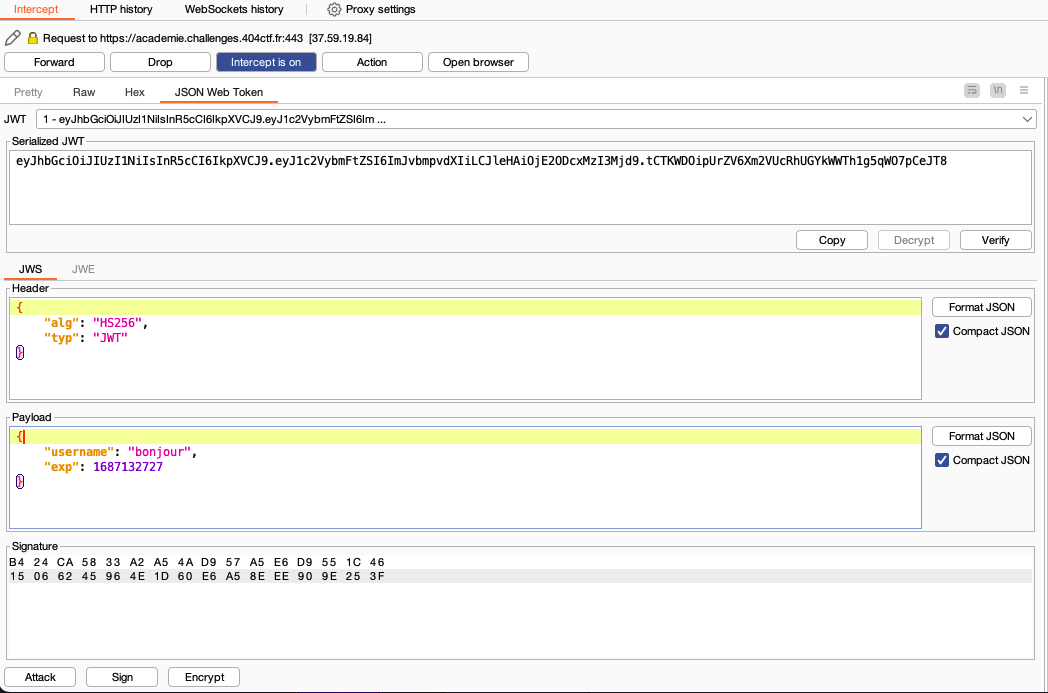 Intercept HTTP history WebSockets history Proxy settings
Request to https://academie.challenges.404ctf.fr:443 [37.59.19.84]
Forward Drop Intercept is on Action Open browser
Pretty Raw Hex JSON Web Token \n
JWT 1 - eyJhbGciOiJIUzI1NiIsInR5cCI6IkpXVCJ9.eyJ1c2VybmFtZSI6Im ...
Serialized JWT
eyJhbGciOiJIUzI1NiIsInR5cCI6IkpXVCJ9.eyJ1c2VybmFtZSI6ImJvbmpvdXIiLCJleHAiOjE2ODcxMzI3Mjd9.tCTKWDOipUrZV6Xm2VUcRhUGYkWWTh1g5qWO7pCeJT8
Copy Decrypt Verify
JWS JWE
Header
{
"alg": "HS256",
"typ": "JWT"
}
Format JSON
Compact JSON
Payload
{
"username": "bonjour",
"exp": 1687132727
}
Format JSON
Compact JSON
Signature
B4 24 CA 58 33 A2 A5 4A D9 57 A5 E6 D9 55 1C 46
15 06 62 45 96 4E 1D 60 E6 A5 8E EE 90 9E 25 3F
Attack Sign Encrypt